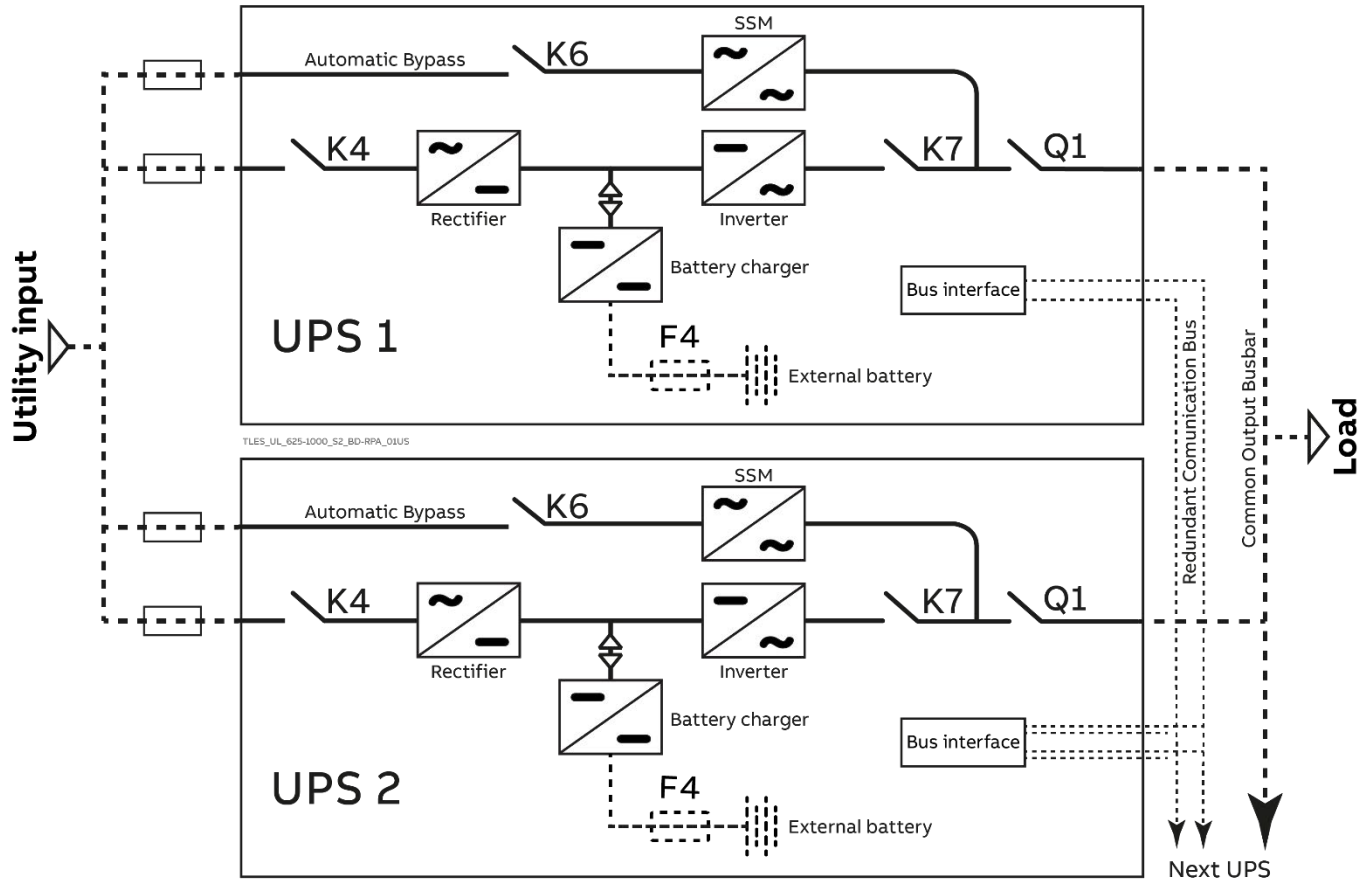 Utility input
SSM
Automatic Bypass
K6
K4
K7
Q1
Rectifier
Inverter
Battery charger
Bus interface
UPS 1
F4
External battery
TLES_UL_625-1000_S2_BD-RPA_01US
Redundant Comunication Bus
Common Output Busbar
Load
SSM
Automatic Bypass
K6
K4
K7
Q1
Rectifier
Inverter
Battery charger
Bus interface
UPS 2
F4
External battery
Next UPS